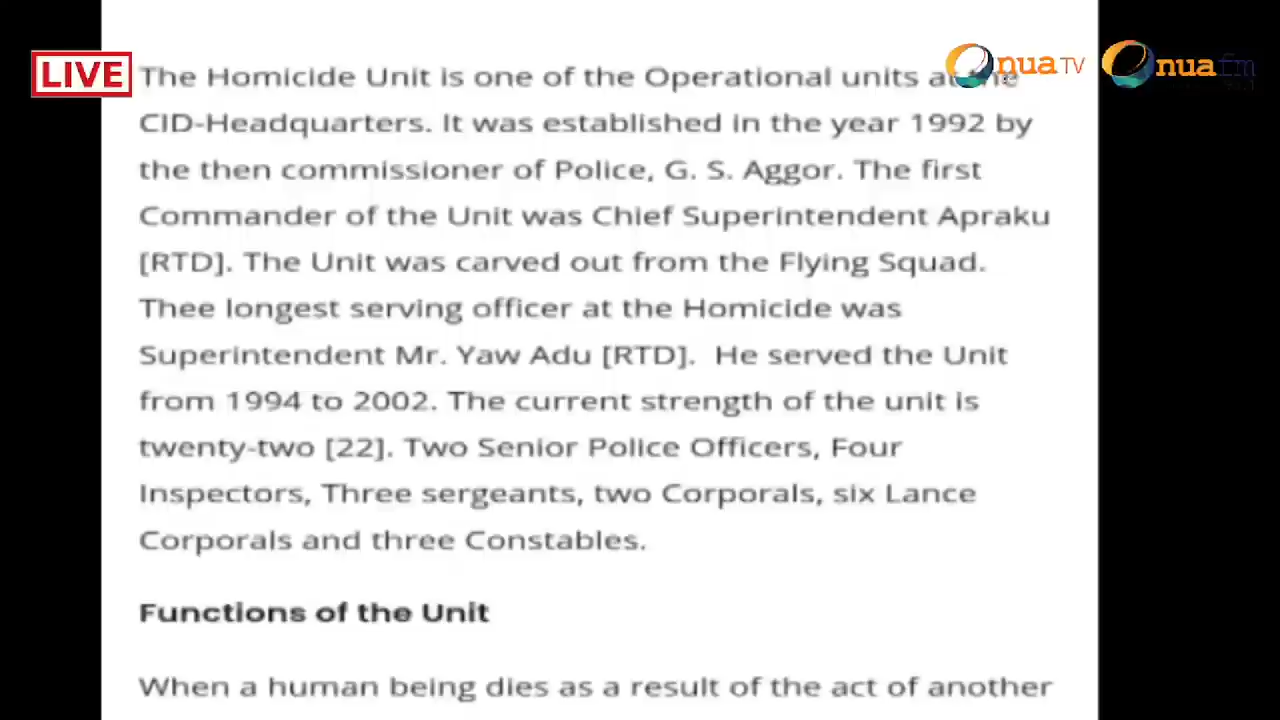 LIVE
nua TV
nua fm
The Homicide Unit is one of the Operational units at the
CID-Headquarters. It was established in the year 1992 by
the then commissioner of Police, G. S. Aggor. The first
Commander of the Unit was Chief Superintendent Apraku
[RTD]. The Unit was carved out from the Flying Squad.
Thee longest serving officer at the Homicide was
Superintendent Mr. Yaw Adu [RTD].  He served the Unit
from 1994 to 2002. The current strength of the unit is
twenty-two [22]. Two Senior Police Officers, Four
Inspectors, Three sergeants, two Corporals, six Lance
Corporals and three Constables.
Functions of the Unit
When a human being dies as a result of the act of another